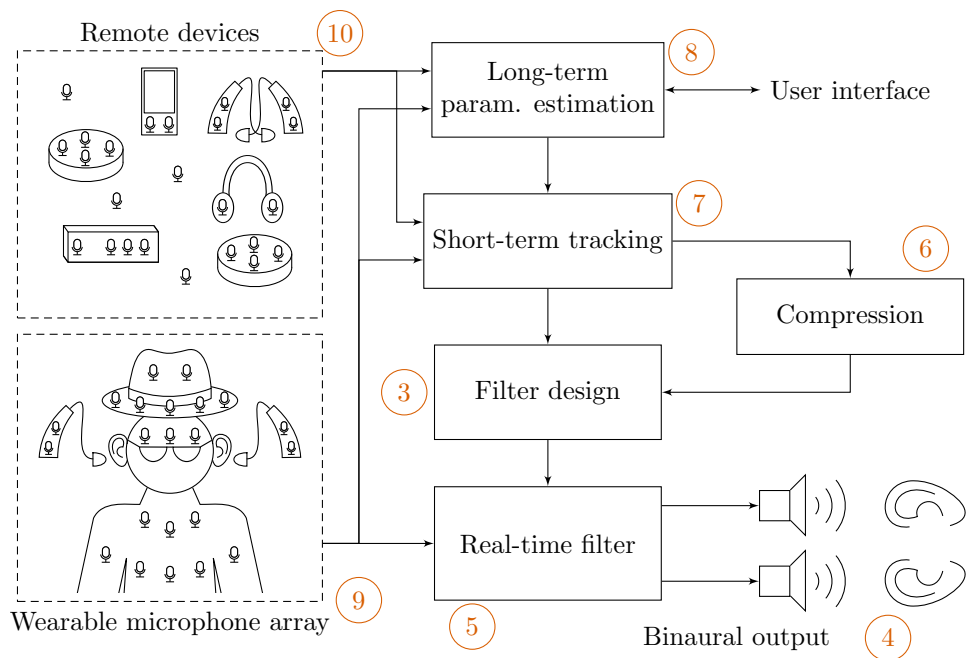 Remote devices
10
Long-term
param. estimation
8
User interface
7
Short-term tracking
6
Compression
3
Filter design
Real-time filter
9
Wearable microphone array
5
Binaural output
4